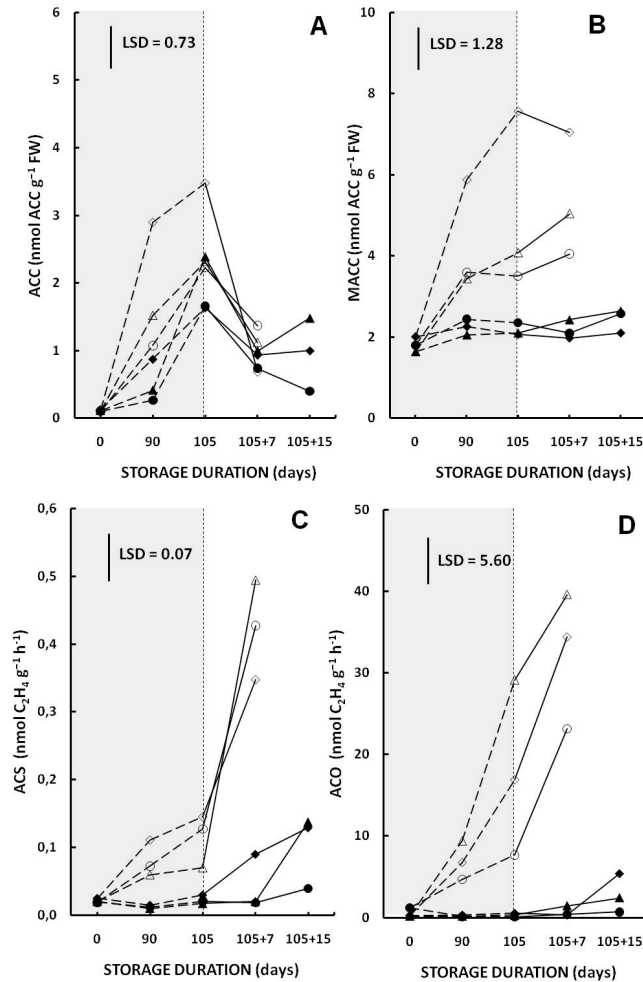 A
LSD = 0.73
ACC (nmol ACC g⁻¹ FW)
6
5
4
3
2
1
0
0 90 105 105+7 105+15
STORAGE DURATION (days)
B
LSD = 1.28
MACC (nmol ACC g⁻¹ FW)
10
8
6
4
2
0
0 90 105 105+7 105+15
STORAGE DURATION (days)
C
LSD = 0.07
ACS (nmol C₂H₄ g⁻¹ h⁻¹)
0,6
0,5
0,4
0,3
0,2
0,1
0,0
0 90 105 105+7 105+15
STORAGE DURATION (days)
D
LSD = 5.60
ACO (nmol C₂H₄ g⁻¹ h⁻¹)
50
40
30
20
10
0
0 90 105 105+7 105+15
STORAGE DURATION (days)